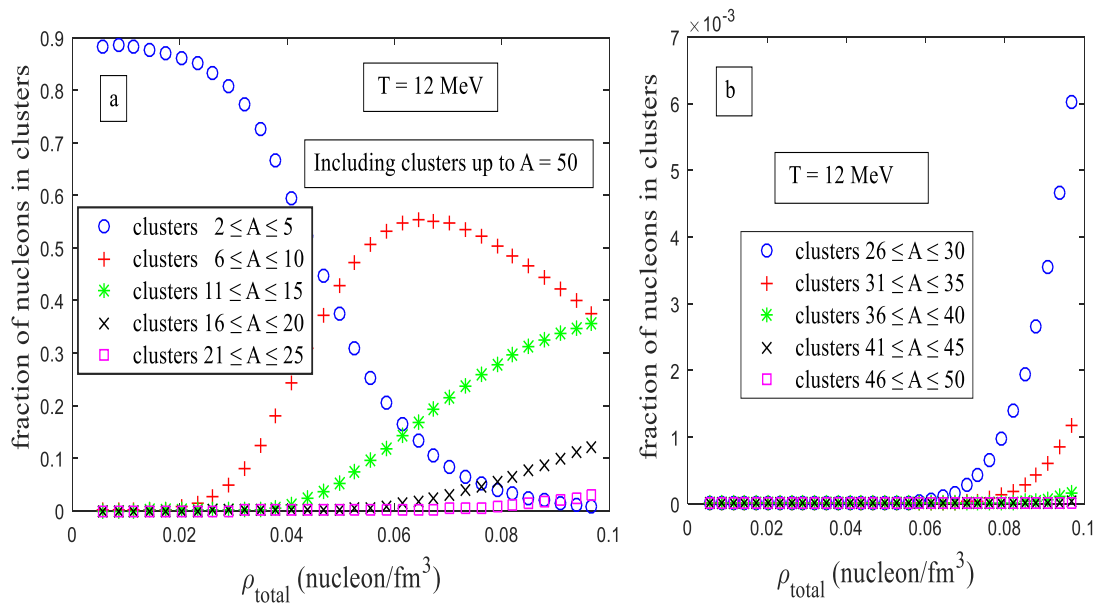 0.9
0.8
0.7
0.6
0.5
0.4
0.3
0.2
0.1
0
0
0.02
0.04
0.06
0.08
0.1
fraction of nucleons in clusters
ρtotal (nucleon/fm³)
a
T = 12 MeV
Including clusters up to A = 50
clusters 2 ≤ A ≤ 5
clusters 6 ≤ A ≤ 10
clusters 11 ≤ A ≤ 15
clusters 16 ≤ A ≤ 20
clusters 21 ≤ A ≤ 25
×10⁻³
7
6
5
4
3
2
1
0
0
0.02
0.04
0.06
0.08
0.1
fraction of nucleons in clusters
ρtotal (nucleon/fm³)
b
T = 12 MeV
clusters 26 ≤ A ≤ 30
clusters 31 ≤ A ≤ 35
clusters 36 ≤ A ≤ 40
clusters 41 ≤ A ≤ 45
clusters 46 ≤ A ≤ 50